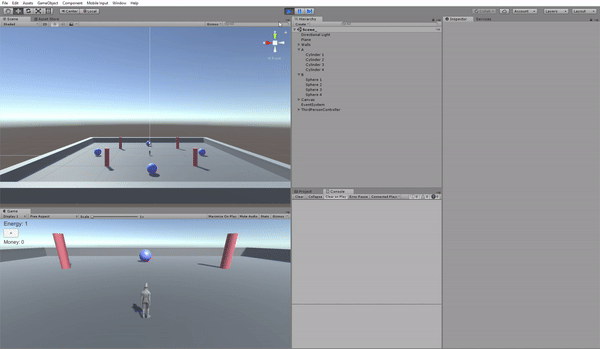 File Edit Assets GameObject Component Mobile Input Window Help
Center Local
Account Layers Layout
Scene Asset Store
Shaded 2D Gizmos
Game
Display 1 Free Aspect Scale 1x Maximize On Play Mute Audio Stats Gizmos
Energy: 1
+
Money: 0
Hierarchy
Create
Scene_
Directional Light
Plane
Walls
A
Cylinder 1
Cylinder 2
Cylinder 3
Cylinder 4
B
Sphere 1
Sphere 2
Sphere 3
Sphere 4
Canvas
EventSystem
ThirdPersonController
Project Console
Clear Collapse Clear on Play Error Pause Connected Player
Inspector Services